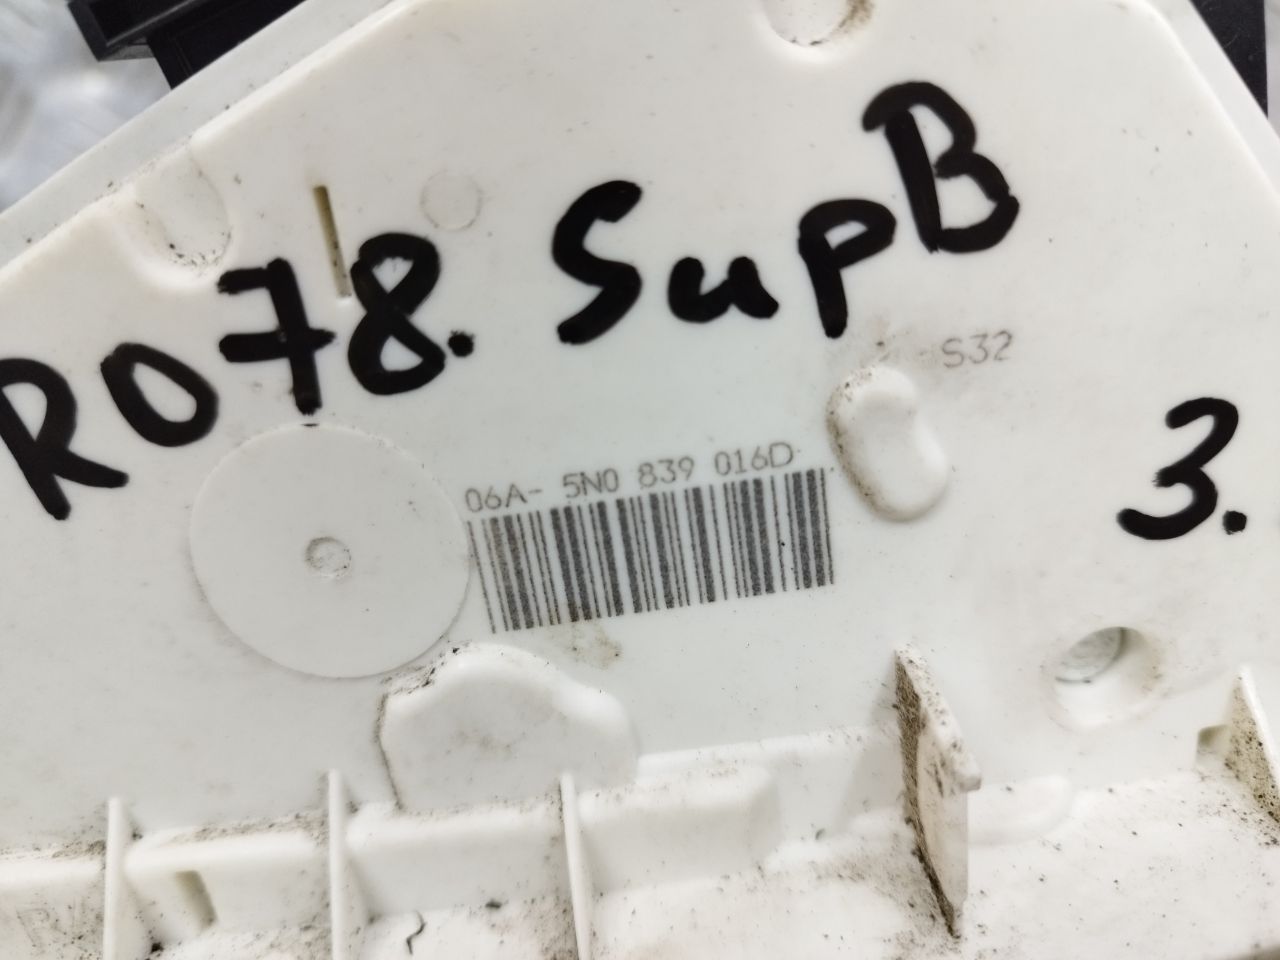 R078. SupB
S32
3.
06A- 5N0 839 016D